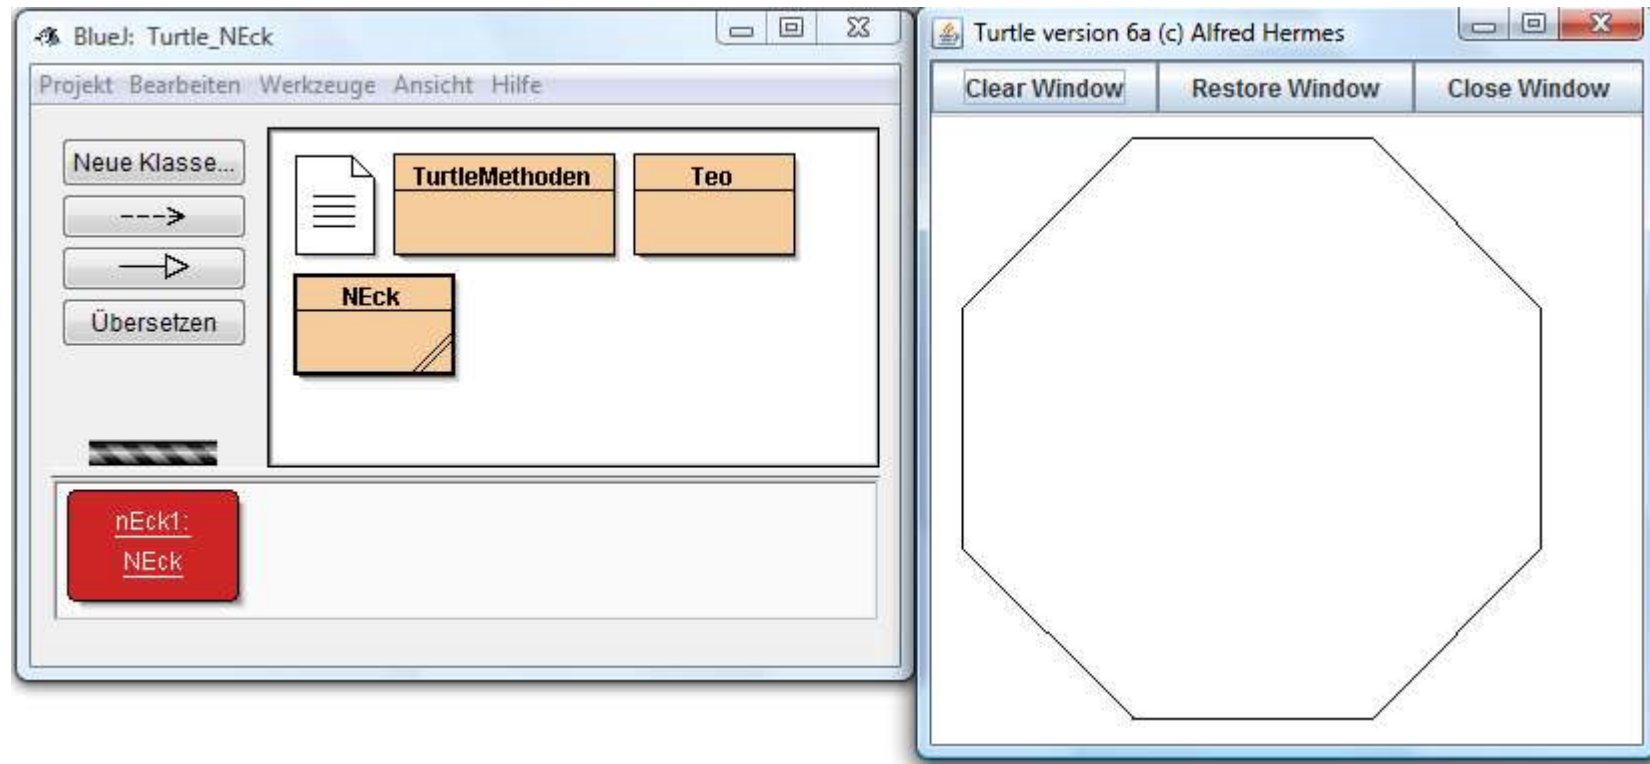 BlueJ: Turtle_NEck
Projekt Bearbeiten Werkzeuge Ansicht Hilfe
Neue Klasse...
Übersetzen
TurtleMethoden
Teo
NEck
nEck1:
NEck
Turtle version 6a (c) Alfred Hermes
Clear Window
Restore Window
Close Window